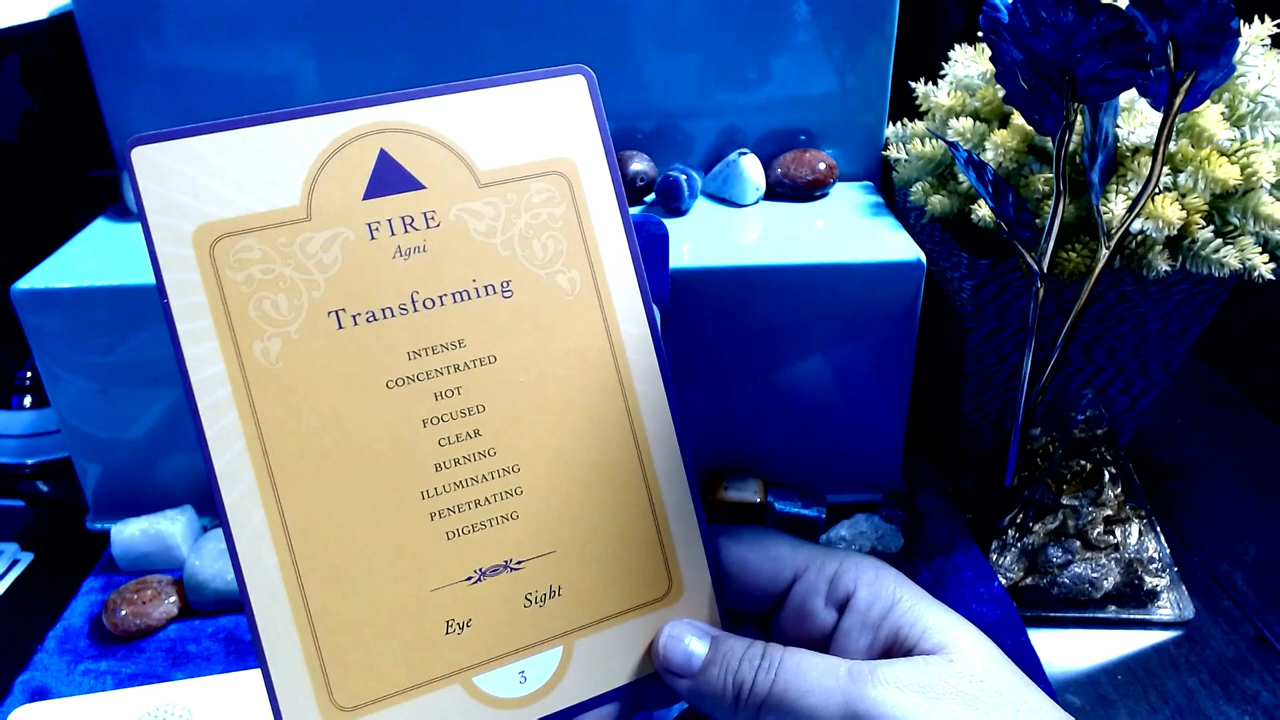 FIRE
Agni
Transforming
INTENSE
CONCENTRATED
HOT
FOCUSED
CLEAR
BURNING
ILLUMINATING
PENETRATING
DIGESTING
Eye Sight
3